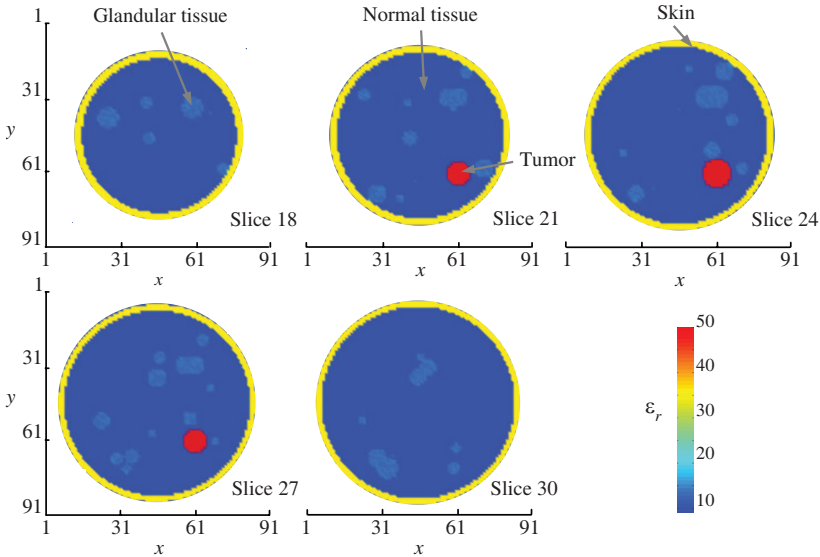 Glandular tissue
Normal tissue
Skin
1
31
y
61
91
Slice 18
Tumor
Slice 21
Slice 24
1 31 61 91
x
1 31 61 91
x
1 31 61 91
x
1
31
y
61
91
Slice 27
Slice 30
1 31 61 91
x
1 31 61 91
x
εr
50
40
30
20
10